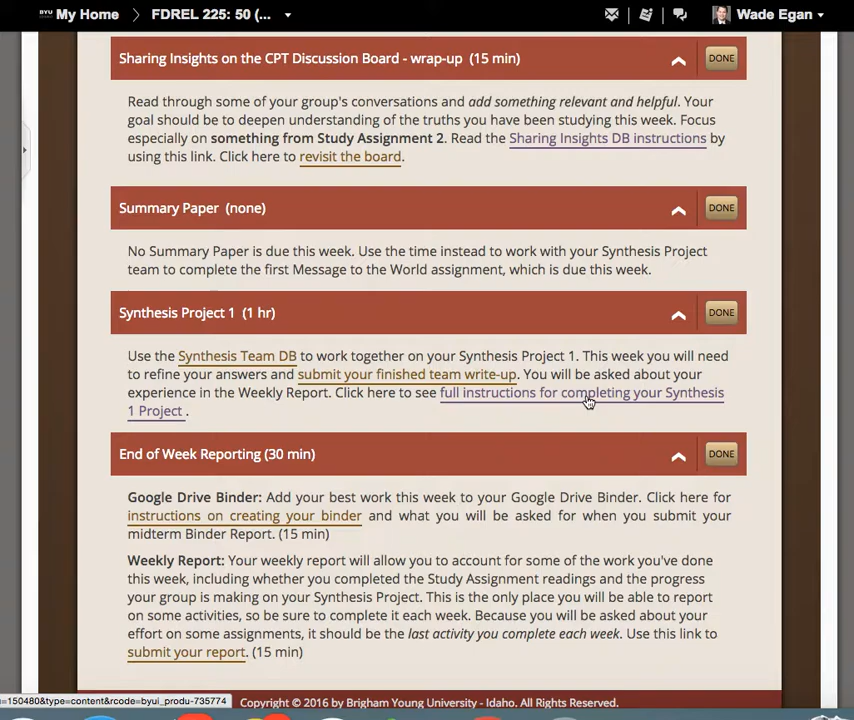 BYU My Home FDREL 225: 50 (... Wade Egan
Sharing Insights on the CPT Discussion Board - wrap-up (15 min) DONE
Read through some of your group's conversations and add something relevant and helpful. Your
goal should be to deepen understanding of the truths you have been studying this week. Focus
especially on something from Study Assignment 2. Read the Sharing Insights DB instructions by
using this link. Click here to revisit the board.
Summary Paper (none) DONE
No Summary Paper is due this week. Use the time instead to work with your Synthesis Project
team to complete the first Message to the World assignment, which is due this week.
Synthesis Project 1 (1 hr) DONE
Use the Synthesis Team DB to work together on your Synthesis Project 1. This week you will need
to refine your answers and submit your finished team write-up. You will be asked about your
experience in the Weekly Report. Click here to see full instructions for completing your Synthesis
1 Project .
End of Week Reporting (30 min) DONE
Google Drive Binder: Add your best work this week to your Google Drive Binder. Click here for
instructions on creating your binder and what you will be asked for when you submit your
midterm Binder Report. (15 min)
Weekly Report: Your weekly report will allow you to account for some of the work you've done
this week, including whether you completed the Study Assignment readings and the progress
your group is making on your Synthesis Project. This is the only place you will be able to report
on some activities, so be sure to complete it each week. Because you will be asked about your
effort on some assignments, it should be the last activity you complete each week. Use this link to
submit your report. (15 min)
=150480&type=content&rcode=byui_produ-735774
Copyright © 2016 by Brigham Young University - Idaho. All Rights Reserved.